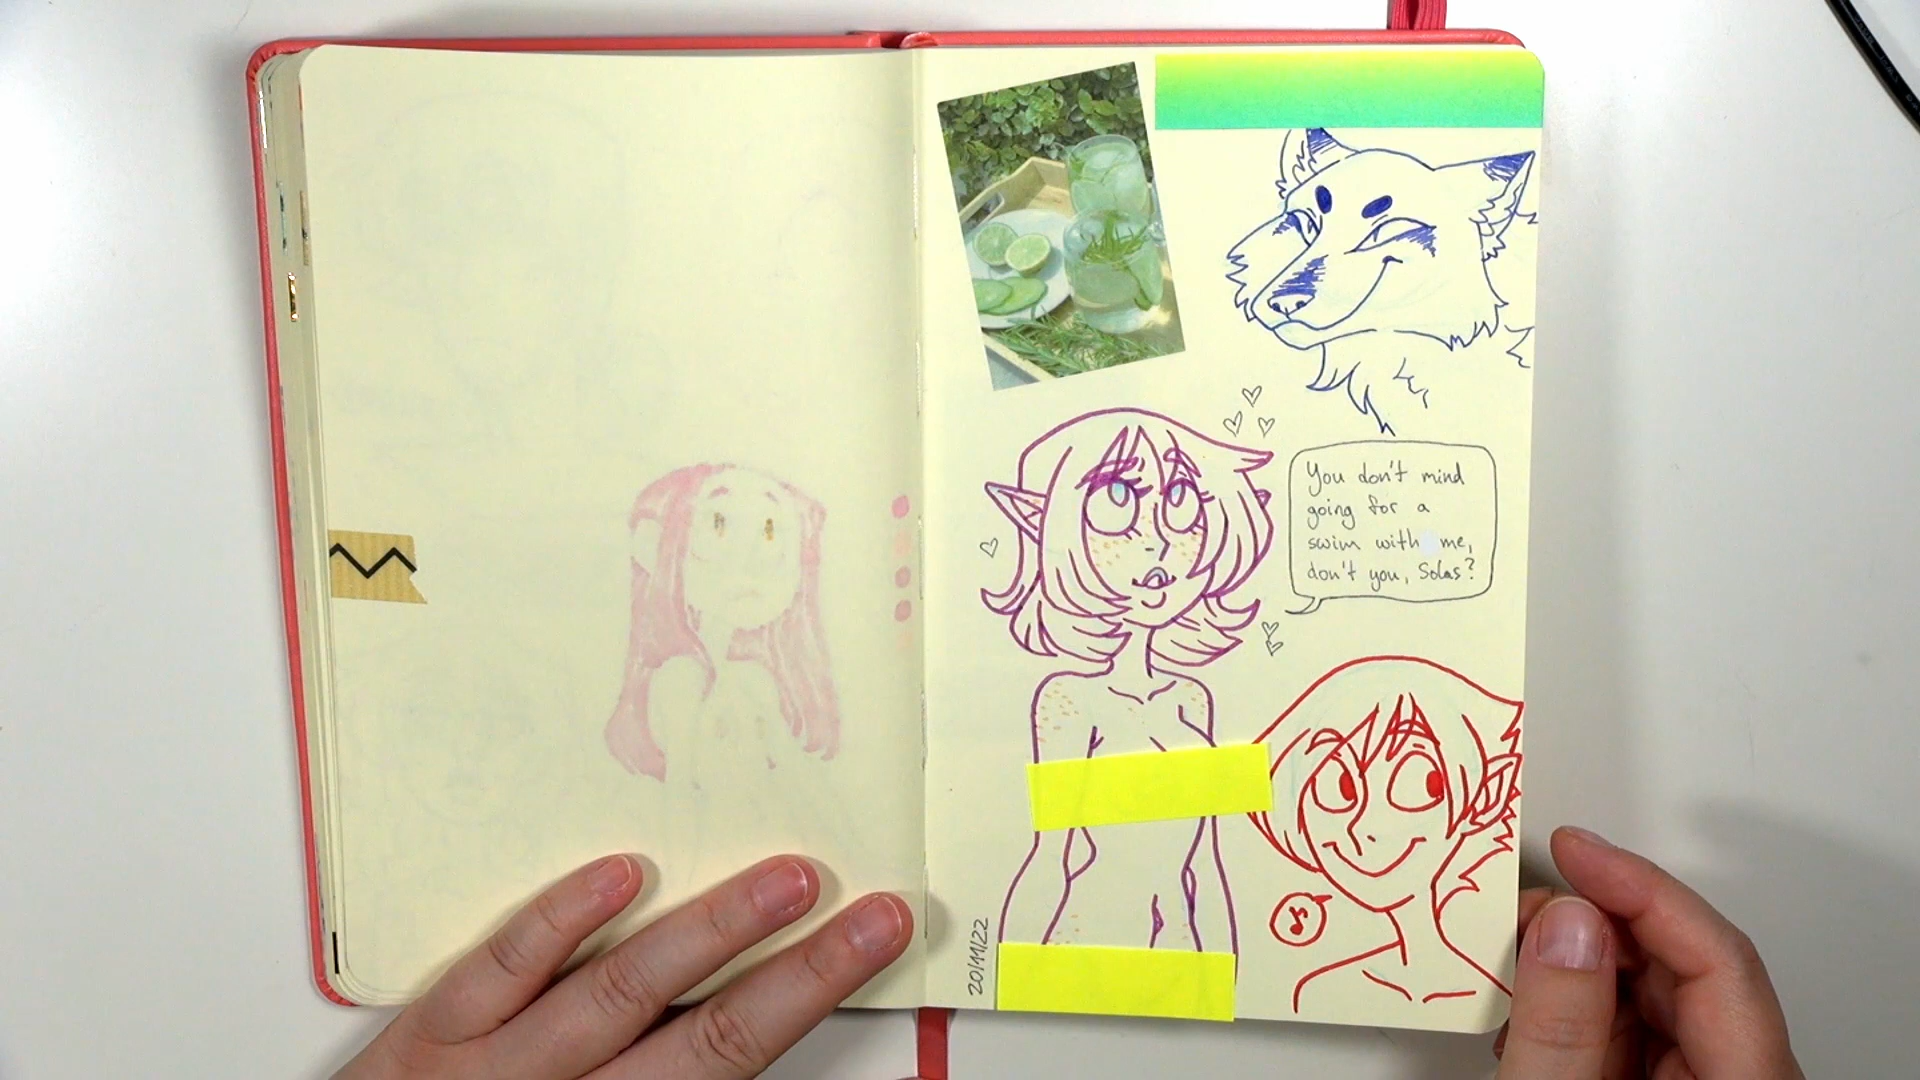 You don't mind
going for a
swim with me,
don't you, Solas?
20/11/22